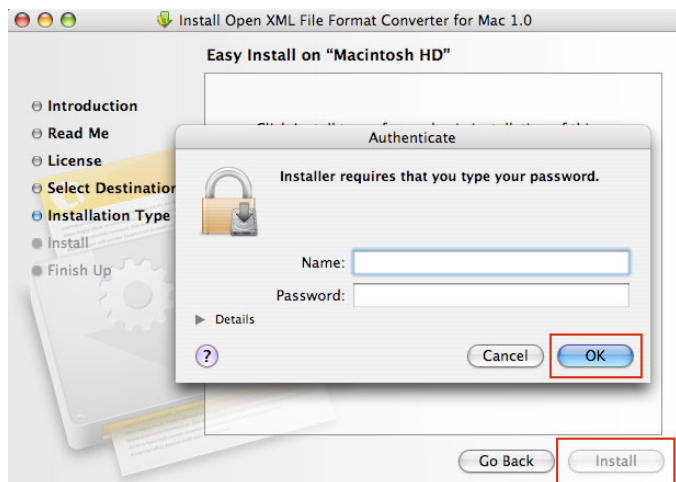 Install Open XML File Format Converter for Mac 1.0
Easy Install on “Macintosh HD”
Introduction
Read Me
License
Select Destination
Installation Type
Install
Finish Up
Authenticate
Installer requires that you type your password.
Name:
Password:
Details
?
Cancel
OK
Go Back
Install